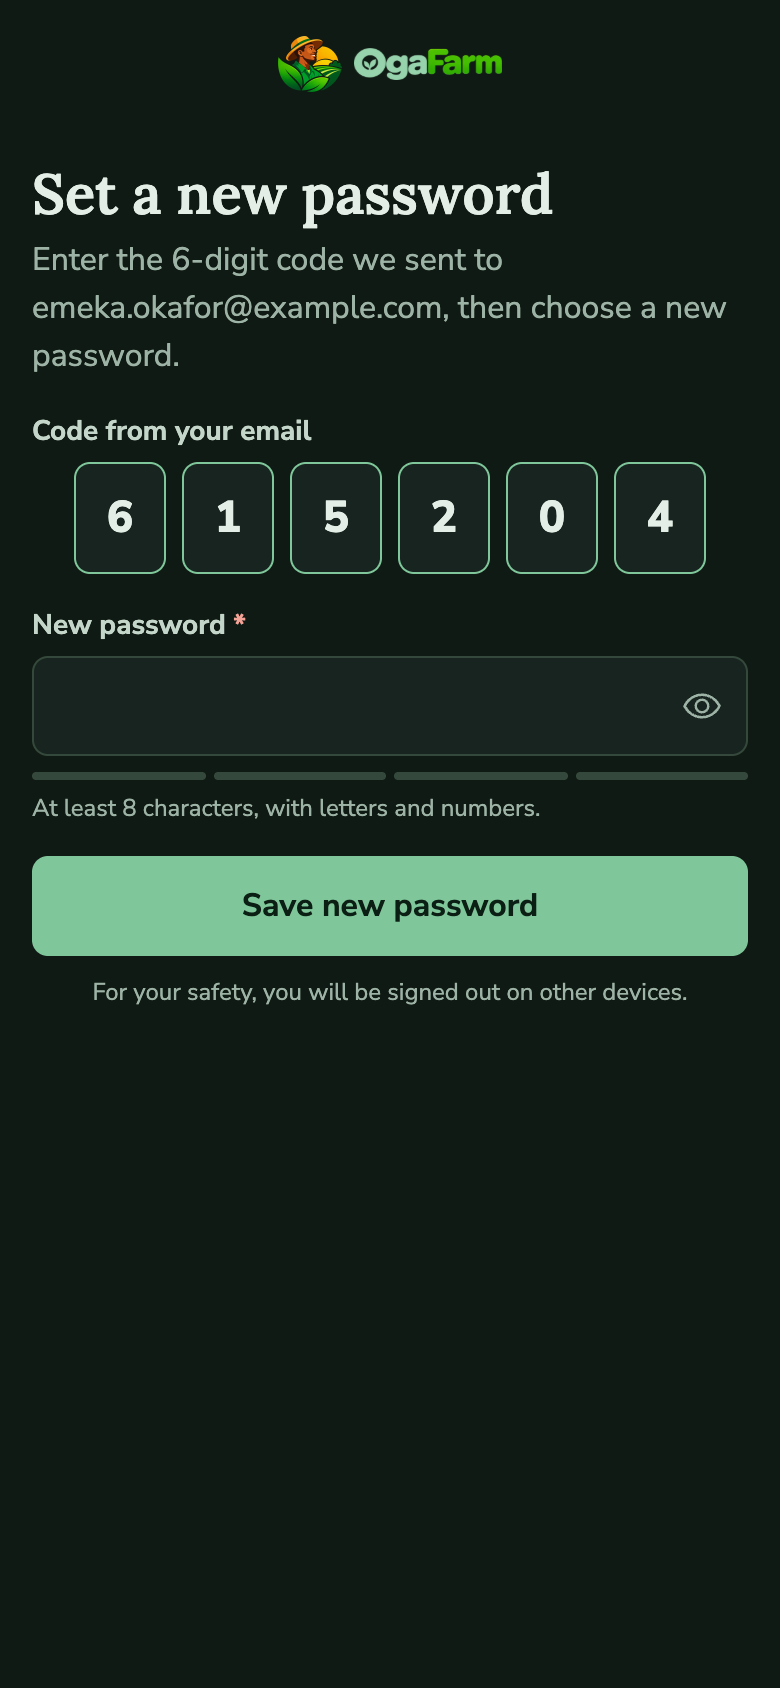 OgaFarm
Set a new password
Enter the 6-digit code we sent to
emeka.okafor@example.com, then choose a new
password.
Code from your email
6 1 5 2 0 4
New password *
At least 8 characters, with letters and numbers.
Save new password
For your safety, you will be signed out on other devices.